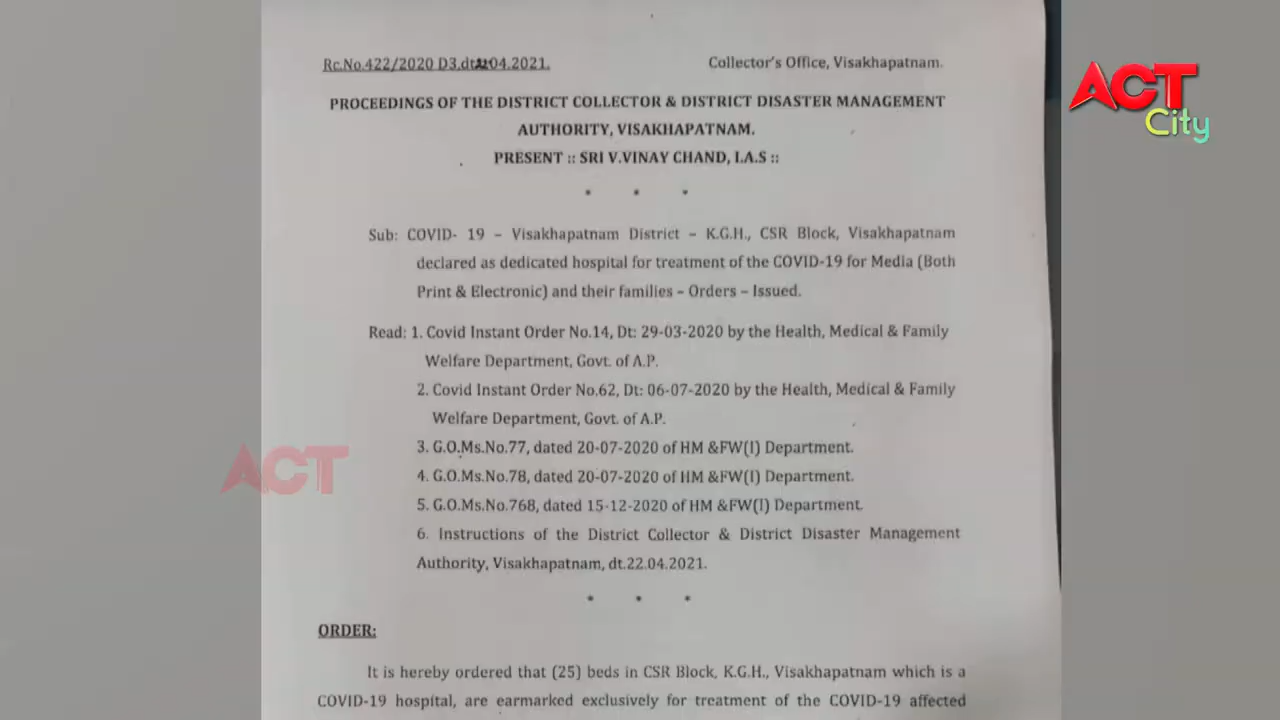 Rc.No.422/2020 D3,dt:22.04.2021. Collector's Office, Visakhapatnam.
PROCEEDINGS OF THE DISTRICT COLLECTOR & DISTRICT DISASTER MANAGEMENT
AUTHORITY, VISAKHAPATNAM.
PRESENT :: SRI V.VINAY CHAND, I.A.S ::
* * *
Sub: COVID- 19 – Visakhapatnam District – K.G.H., CSR Block, Visakhapatnam
declared as dedicated hospital for treatment of the COVID-19 for Media (Both
Print & Electronic) and their families – Orders – Issued.
Read: 1. Covid Instant Order No.14, Dt: 29-03-2020 by the Health, Medical & Family
Welfare Department, Govt. of A.P.
2. Covid Instant Order No.62, Dt: 06-07-2020 by the Health, Medical & Family
Welfare Department, Govt. of A.P.
3. G.O.Ms.No.77, dated 20-07-2020 of HM &FW(I) Department.
4. G.O.Ms.No.78, dated 20-07-2020 of HM &FW(I) Department.
5. G.O.Ms.No.768, dated 15-12-2020 of HM &FW(I) Department.
6. Instructions of the District Collector & District Disaster Management
Authority, Visakhapatnam, dt.22.04.2021.
* * *
ORDER:
It is hereby ordered that (25) beds in CSR Block, K.G.H., Visakhapatnam which is a
COVID-19 hospital, are earmarked exclusively for treatment of the COVID-19 affected
ACT
City
ACT